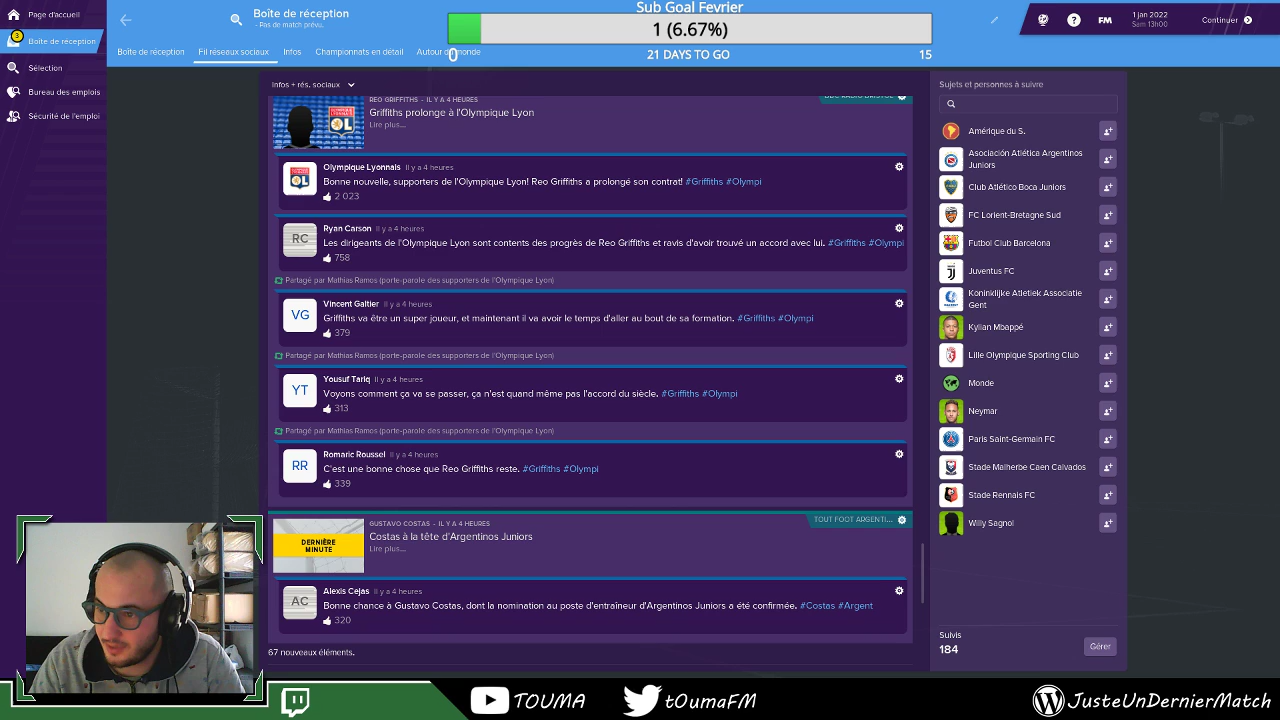 Sub Goal Fevrier
1 (6.67%)
0
21 DAYS TO GO
15
Page d'accueil
3
Boîte de réception
Sélection
Bureau des emplois
Sécurité de l'emploi
Boîte de réception
- Pas de match prévu.
FM
1 jan 2022
Sam 13h00
Continuer
Boîte de réception
Fil réseaux sociaux
Infos
Championnats en détail
Autour du monde
Infos + rés. sociaux
REO GRIFFITHS - IL Y A 4 HEURES
BBC RADIO BRISTOL
Griffiths prolonge à l'Olympique Lyon
Lire plus...
Olympique Lyonnais Il y a 4 heures
Bonne nouvelle, supporters de l'Olympique Lyon! Reo Griffiths a prolongé son contrat! #Griffiths #Olympi
2 023
RC
Ryan Carson Il y a 4 heures
Les dirigeants de l'Olympique Lyon sont contents des progrès de Reo Griffiths et ravis d'avoir trouvé un accord avec lui. #Griffiths #Olympi
758
Partagé par Mathias Ramos (porte-parole des supporters de l'Olympique Lyon)
VG
Vincent Galtier Il y a 4 heures
Griffiths va être un super joueur, et maintenant il va avoir le temps d'aller au bout de sa formation. #Griffiths #Olympi
379
Partagé par Mathias Ramos (porte-parole des supporters de l'Olympique Lyon)
YT
Yousuf Tariq Il y a 4 heures
Voyons comment ça va se passer, ça n'est quand même pas l'accord du siècle. #Griffiths #Olympi
313
Partagé par Mathias Ramos (porte-parole des supporters de l'Olympique Lyon)
RR
Romaric Roussel Il y a 4 heures
C'est une bonne chose que Reo Griffiths reste. #Griffiths #Olympi
339
DERNIÈRE
MINUTE
GUSTAVO COSTAS - IL Y A 4 HEURES
TOUT FOOT ARGENTI...
Costas à la tête d'Argentinos Juniors
Lire plus...
AC
Alexis Cejas Il y a 4 heures
Bonne chance à Gustavo Costas, dont la nomination au poste d'entraîneur d'Argentinos Juniors a été confirmée. #Costas #Argent
320
67 nouveaux éléments.
Sujets et personnes à suivre
Amérique du S.
Asociación Atlética Argentinos
Juniors
Club Atlético Boca Juniors
FC Lorient-Bretagne Sud
Futbol Club Barcelona
Juventus FC
Koninklijke Atletiek Associatie
Gent
Kylian Mbappé
Lille Olympique Sporting Club
Monde
Neymar
Paris Saint-Germain FC
Stade Malherbe Caen Calvados
Stade Rennais FC
Willy Sagnol
Suivis
184
Gérer
TOUMA
tOumaFM
JusteUnDernierMatch